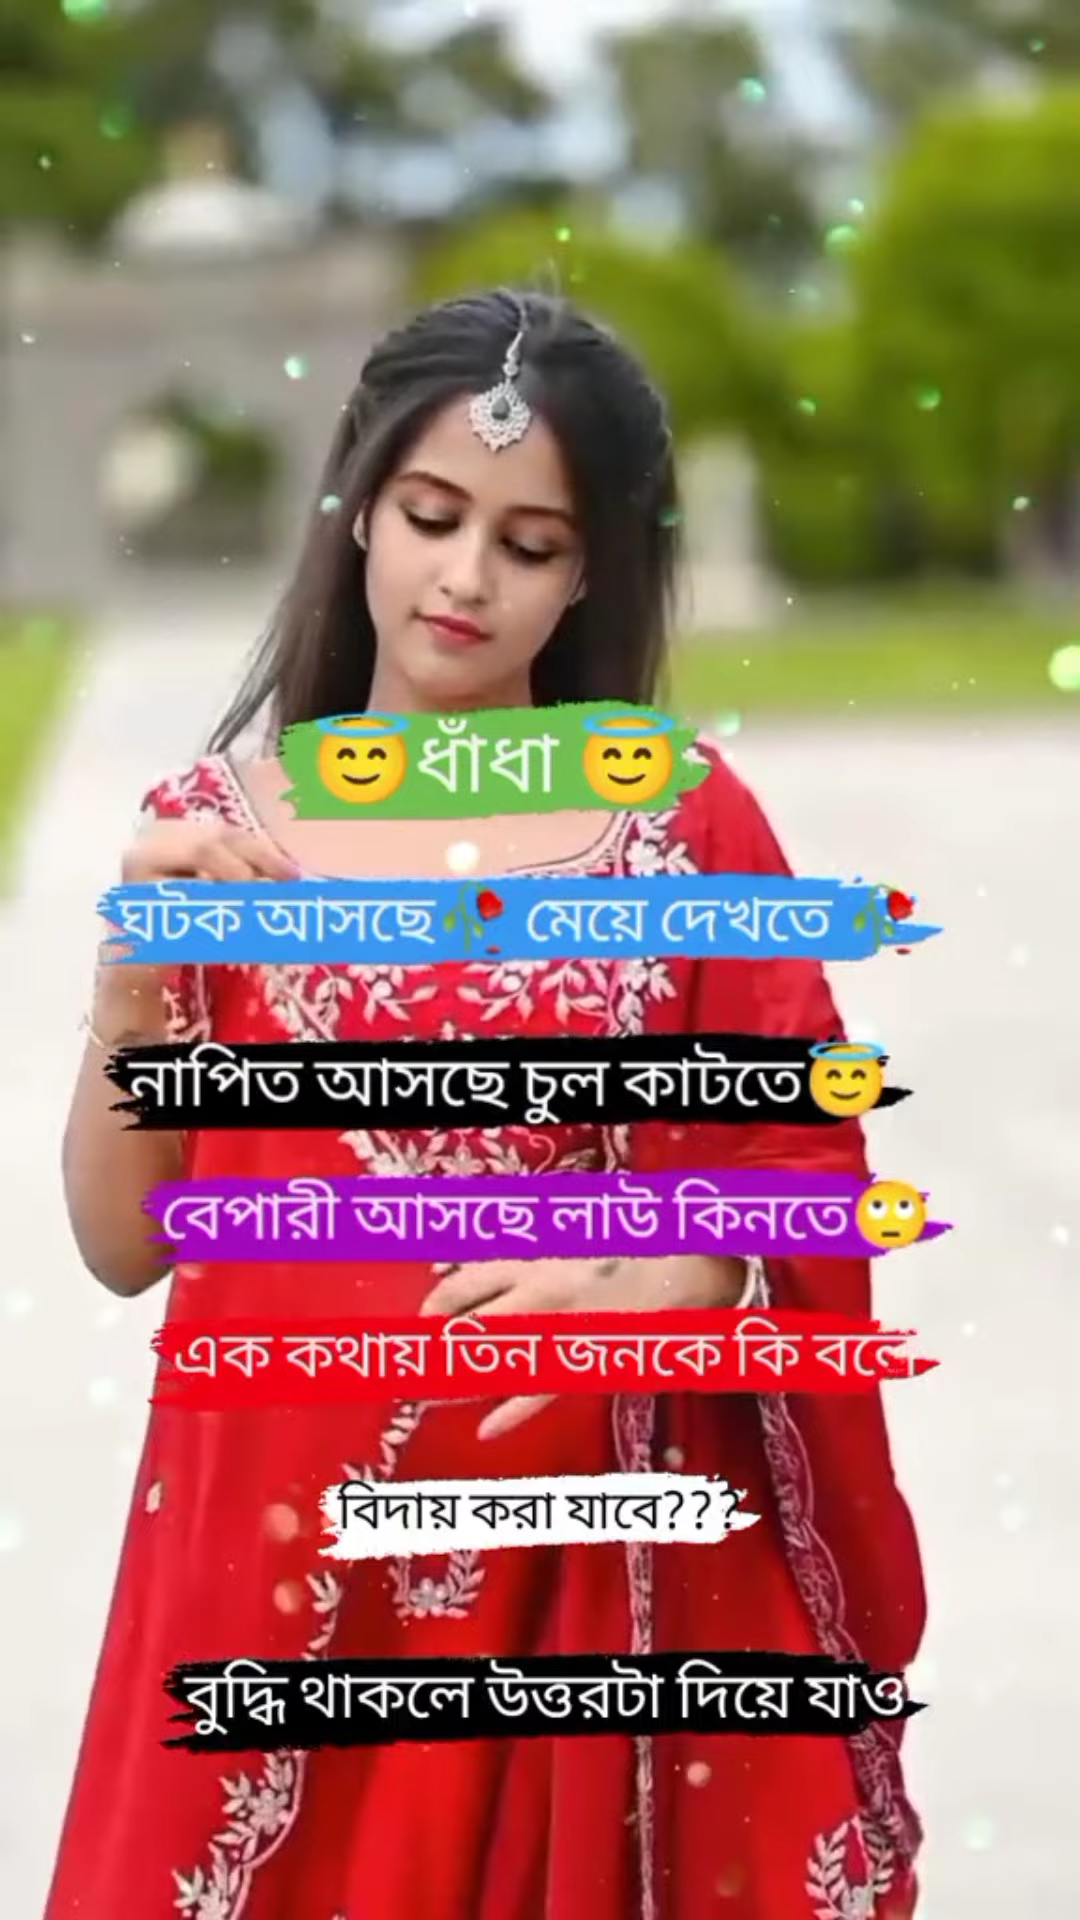 😇ধাঁধা 😇
ঘটক আসছে🥀 মেয়ে দেখতে 🥀
নাপিত আসছে চুল কাটতে😇
বেপারী আসছে লাউ কিনতে🙄
এক কথায় তিন জনকে কি বলে
বিদায় করা যাবে???
বুদ্ধি থাকলে উত্তরটা দিয়ে যাও